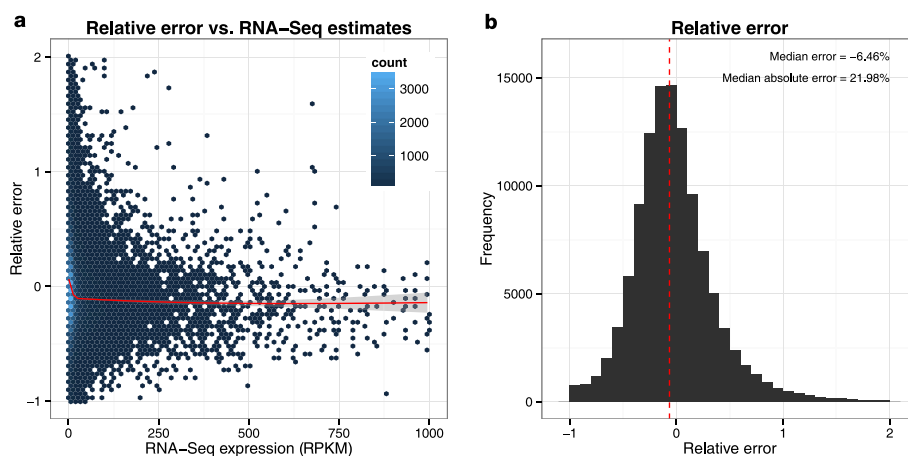 a
Relative error vs. RNA–Seq estimates
2
1
0
−1
Relative error
count
3000
2000
1000
0
250
500
750
1000
RNA–Seq expression (RPKM)
b
Relative error
Median error = −6.46%
Median absolute error = 21.98%
15000
10000
5000
0
Frequency
−1
0
1
2
Relative error